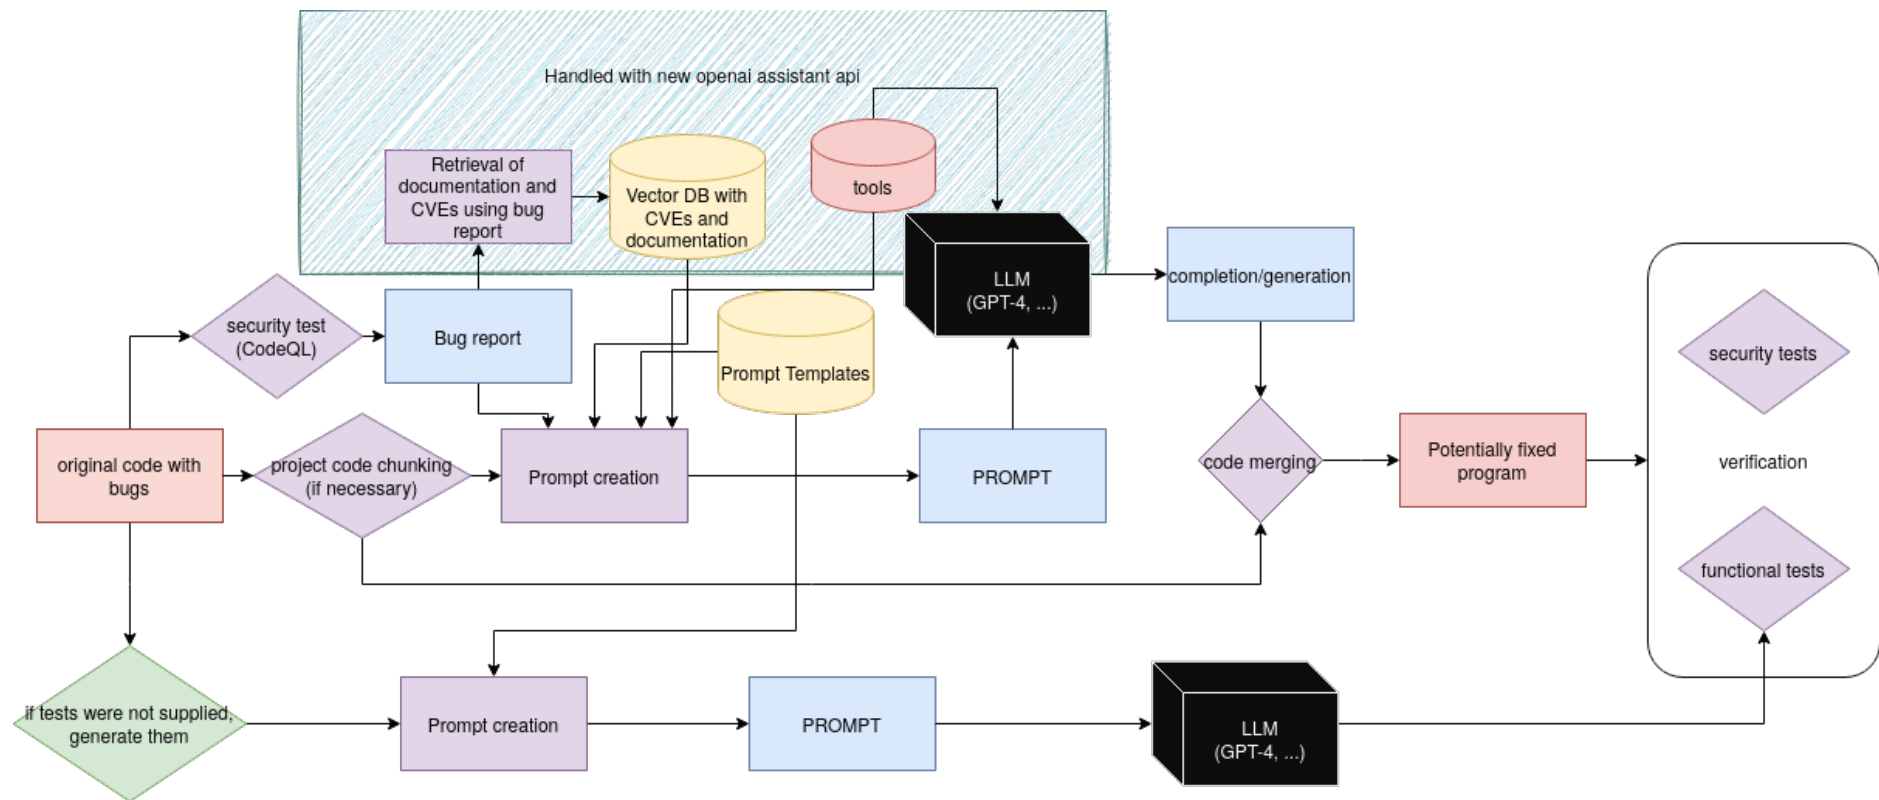 Handled with new openai assistant api
Retrieval of
documentation and
CVEs using bug
report
Vector DB with
CVEs and
documentation
tools
LLM
(GPT-4, ...)
completion/generation
security test
(CodeQL)
Bug report
Prompt Templates
security tests
original code with
bugs
project code chunking
(if necessary)
Prompt creation
PROMPT
code merging
Potentially fixed
program
verification
functional tests
if tests were not supplied,
generate them
Prompt creation
PROMPT
LLM
(GPT-4, ...)